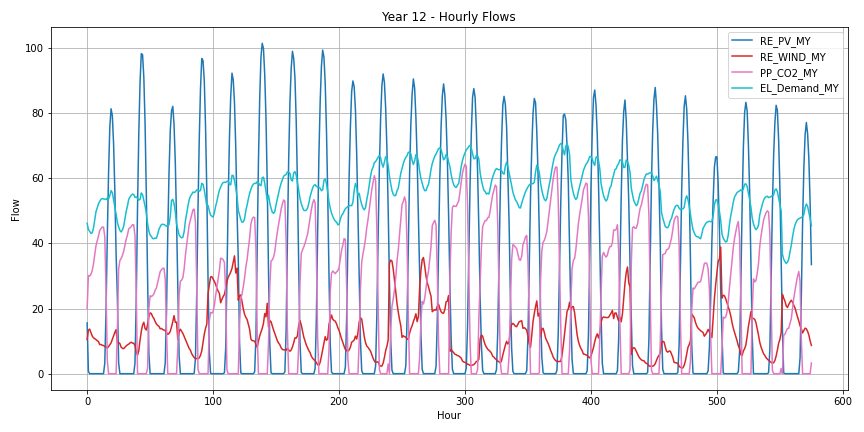 Year 12 - Hourly Flows
RE_PV_MY
RE_WIND_MY
PP_CO2_MY
EL_Demand_MY
Flow
100
80
60
40
20
0
0 100 200 300 400 500 600
Hour